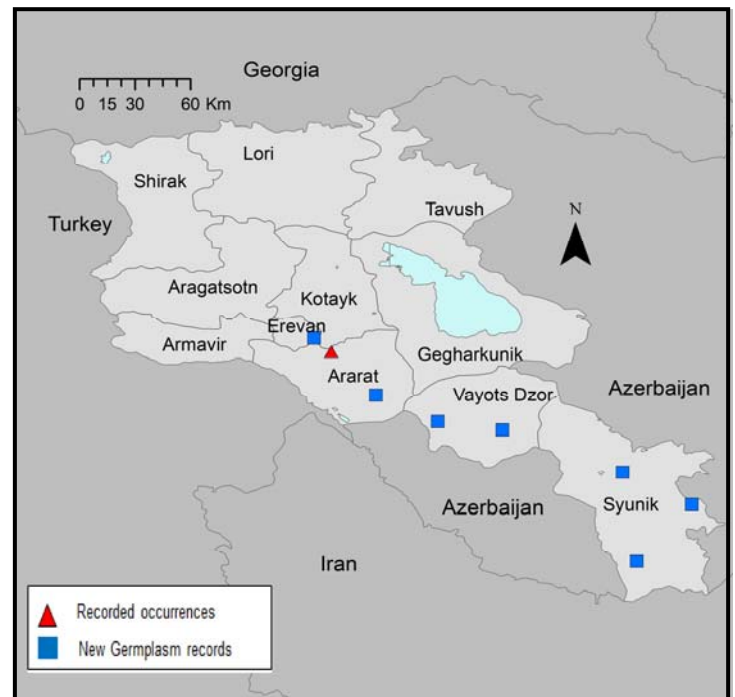 Georgia
0 15 30 60 Km
Lori
Shirak
Tavush
N
Turkey
Aragatsotn
Kotayk
Erevan
Armavir
Gegharkunik
Ararat
Vayots Dzor
Azerbaijan
Azerbaijan
Syunik
Iran
Recorded occurrences
New Germplasm records